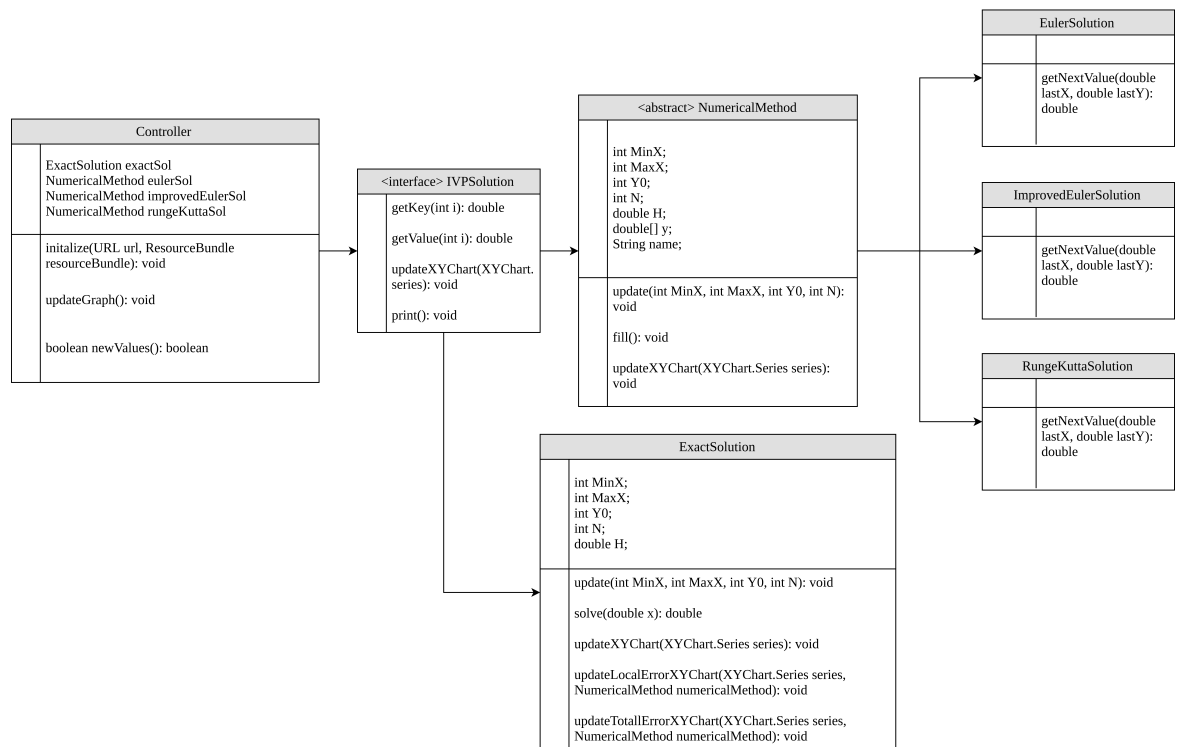 Controller
ExactSolution exactSol
NumericalMethod eulerSol
NumericalMethod improvedEulerSol
NumericalMethod rungeKuttaSol
initalize(URL url, ResourceBundle
resourceBundle): void
updateGraph(): void
boolean newValues(): boolean
<interface> IVPSolution
getKey(int i): double
getValue(int i): double
updateXYChart(XYChart.
series): void
print(): void
<abstract> NumericalMethod
int MinX;
int MaxX;
int Y0;
int N;
double H;
double[] y;
String name;
update(int MinX, int MaxX, int Y0, int N):
void
fill(): void
updateXYChart(XYChart.Series series):
void
EulerSolution
getNextValue(double
lastX, double lastY):
double
ImprovedEulerSolution
getNextValue(double
lastX, double lastY):
double
RungeKuttaSolution
getNextValue(double
lastX, double lastY):
double
ExactSolution
int MinX;
int MaxX;
int Y0;
int N;
double H;
update(int MinX, int MaxX, int Y0, int N): void
solve(double x): double
updateXYChart(XYChart.Series series): void
updateLocalErrorXYChart(XYChart.Series series,
NumericalMethod numericalMethod): void
updateTotallErrorXYChart(XYChart.Series series,
NumericalMethod numericalMethod): void